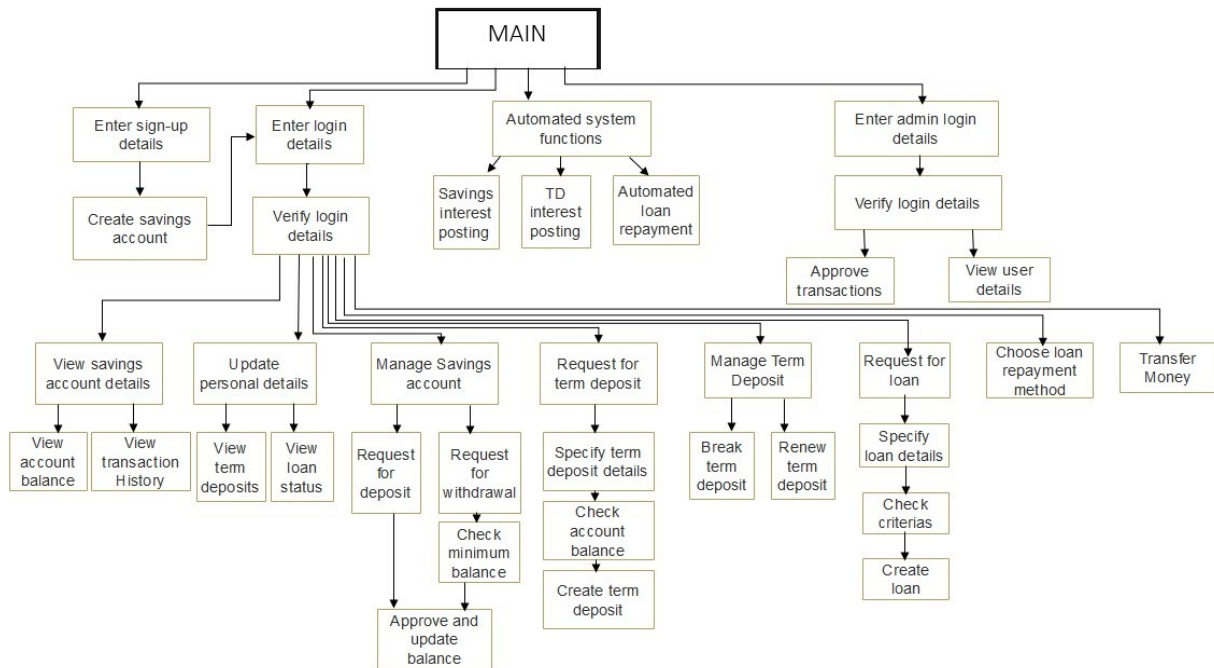 MAIN
Enter sign-up
details
Enter login
details
Automated system
functions
Enter admin login
details
Create savings
account
Verify login
details
Savings
interest
posting
TD
interest
posting
Automated
loan
repayment
Verify login details
Approve
transactions
View user
details
View savings
account details
Update
personal details
Manage Savings
account
Request for
term deposit
Manage Term
Deposit
Request for
loan
Choose loan
repayment
method
Transfer
Money
View
account
balance
View
transaction
History
View
term
deposits
View
loan
status
Request
for
deposit
Request
for
withdrawal
Specify term
deposit details
Break
term
deposit
Renew
term
deposit
Specify
loan details
Check
minimum
balance
Check
account
balance
Check
criterias
Create term
deposit
Create
loan
Approve and
update
balance